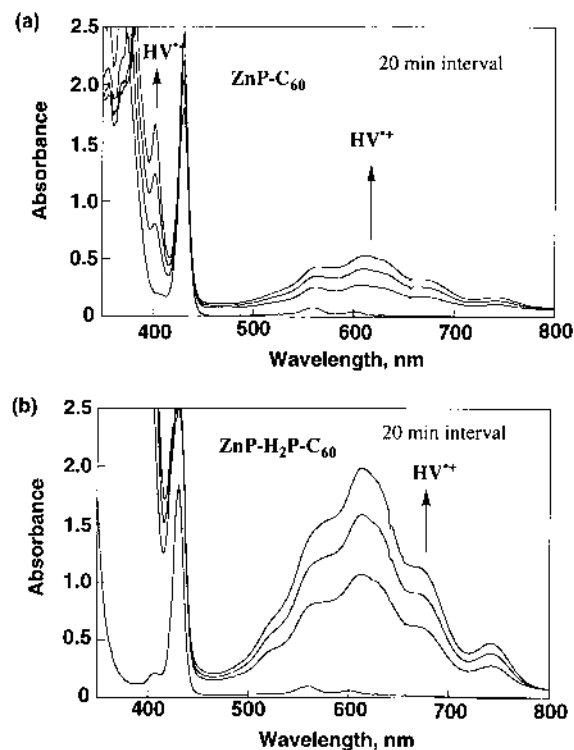 (a)
2.5
2.0
1.5
1.0
0.5
0
Absorbance
HV•+
ZnP-C60
20 min interval
HV•+
400 500 600 700 800
Wavelength, nm
(b)
2.5
2.0
1.5
1.0
0.5
0
Absorbance
ZnP-H2P-C60
20 min interval
HV•+
400 500 600 700 800
Wavelength, nm